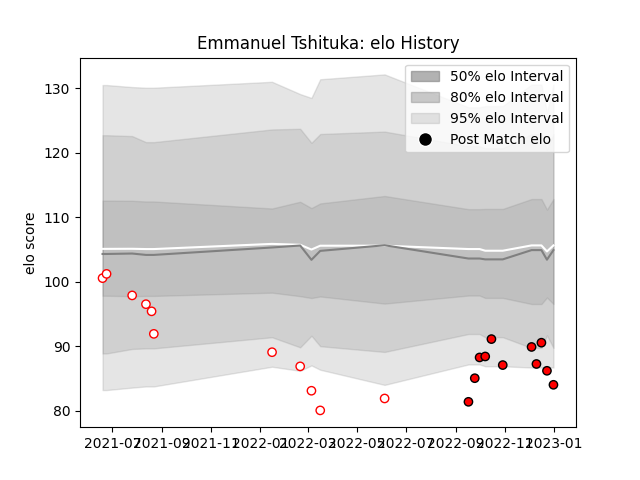 Emmanuel Tshituka: elo History
50% elo Interval
80% elo Interval
95% elo Interval
Post Match elo
elo score
130
120
110
100
90
80
2021-07 2021-09 2021-11 2022-01 2022-03 2022-05 2022-07 2022-09 2022-11 2023-01